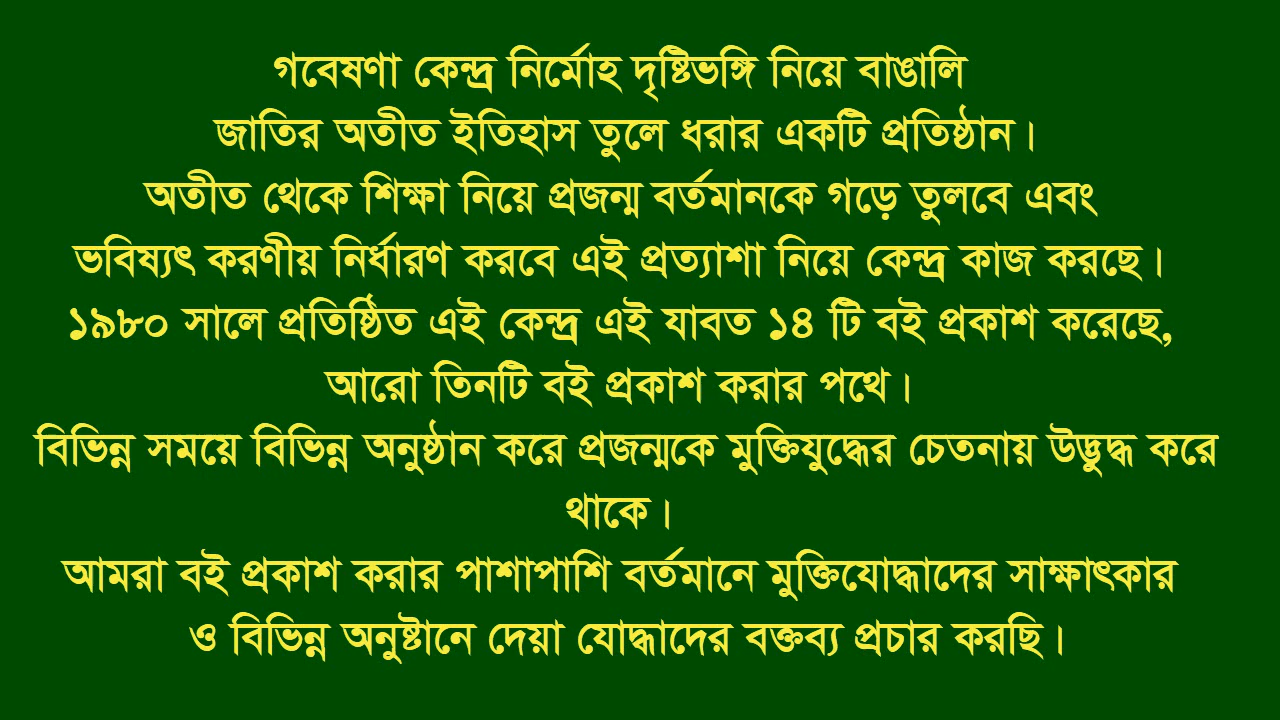 গবেষণা কেন্দ্র নির্মোহ দৃষ্টিভঙ্গি নিয়ে বাঙালি
জাতির অতীত ইতিহাস তুলে ধরার একটি প্রতিষ্ঠান।
অতীত থেকে শিক্ষা নিয়ে প্রজন্ম বর্তমানকে গড়ে তুলবে এবং
ভবিষ্যৎ করণীয় নির্ধারণ করবে এই প্রত্যাশা নিয়ে কেন্দ্র কাজ করছে।
১৯৮০ সালে প্রতিষ্ঠিত এই কেন্দ্র এই যাবত ১৪ টি বই প্রকাশ করেছে,
আরো তিনটি বই প্রকাশ করার পথে।
বিভিন্ন সময়ে বিভিন্ন অনুষ্ঠান করে প্রজন্মকে মুক্তিযুদ্ধের চেতনায় উদ্ভুদ্ধ করে
থাকে।
আমরা বই প্রকাশ করার পাশাপাশি বর্তমানে মুক্তিযোদ্ধাদের সাক্ষাৎকার
ও বিভিন্ন অনুষ্টানে দেয়া যোদ্ধাদের বক্তব্য প্রচার করছি।